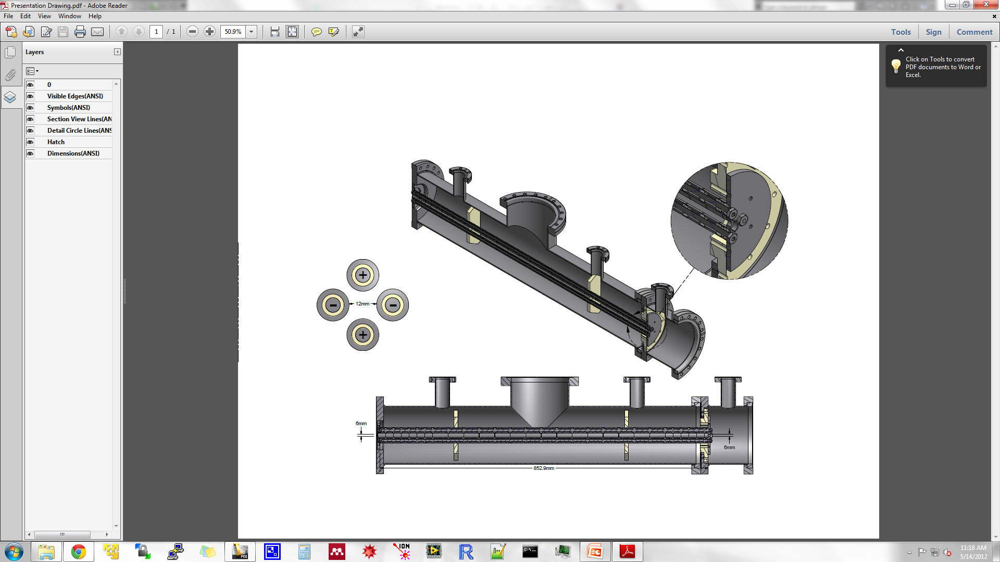 Presentation Drawing.pdf - Adobe Reader
File Edit View Window Help
1 / 1 50.9% Tools Sign Comment
Layers
0
Visible Edges(ANSI)
Symbols(ANSI)
Section View Lines(AN
Detail Circle Lines(ANS
Hatch
Dimensions(ANSI)
Click on Tools to convert
PDF documents to Word or
Excel.
+
- 12mm -
+
6mm
6mm
852.9mm
PRO
ION
R
C:\
11:18 AM
5/14/2012